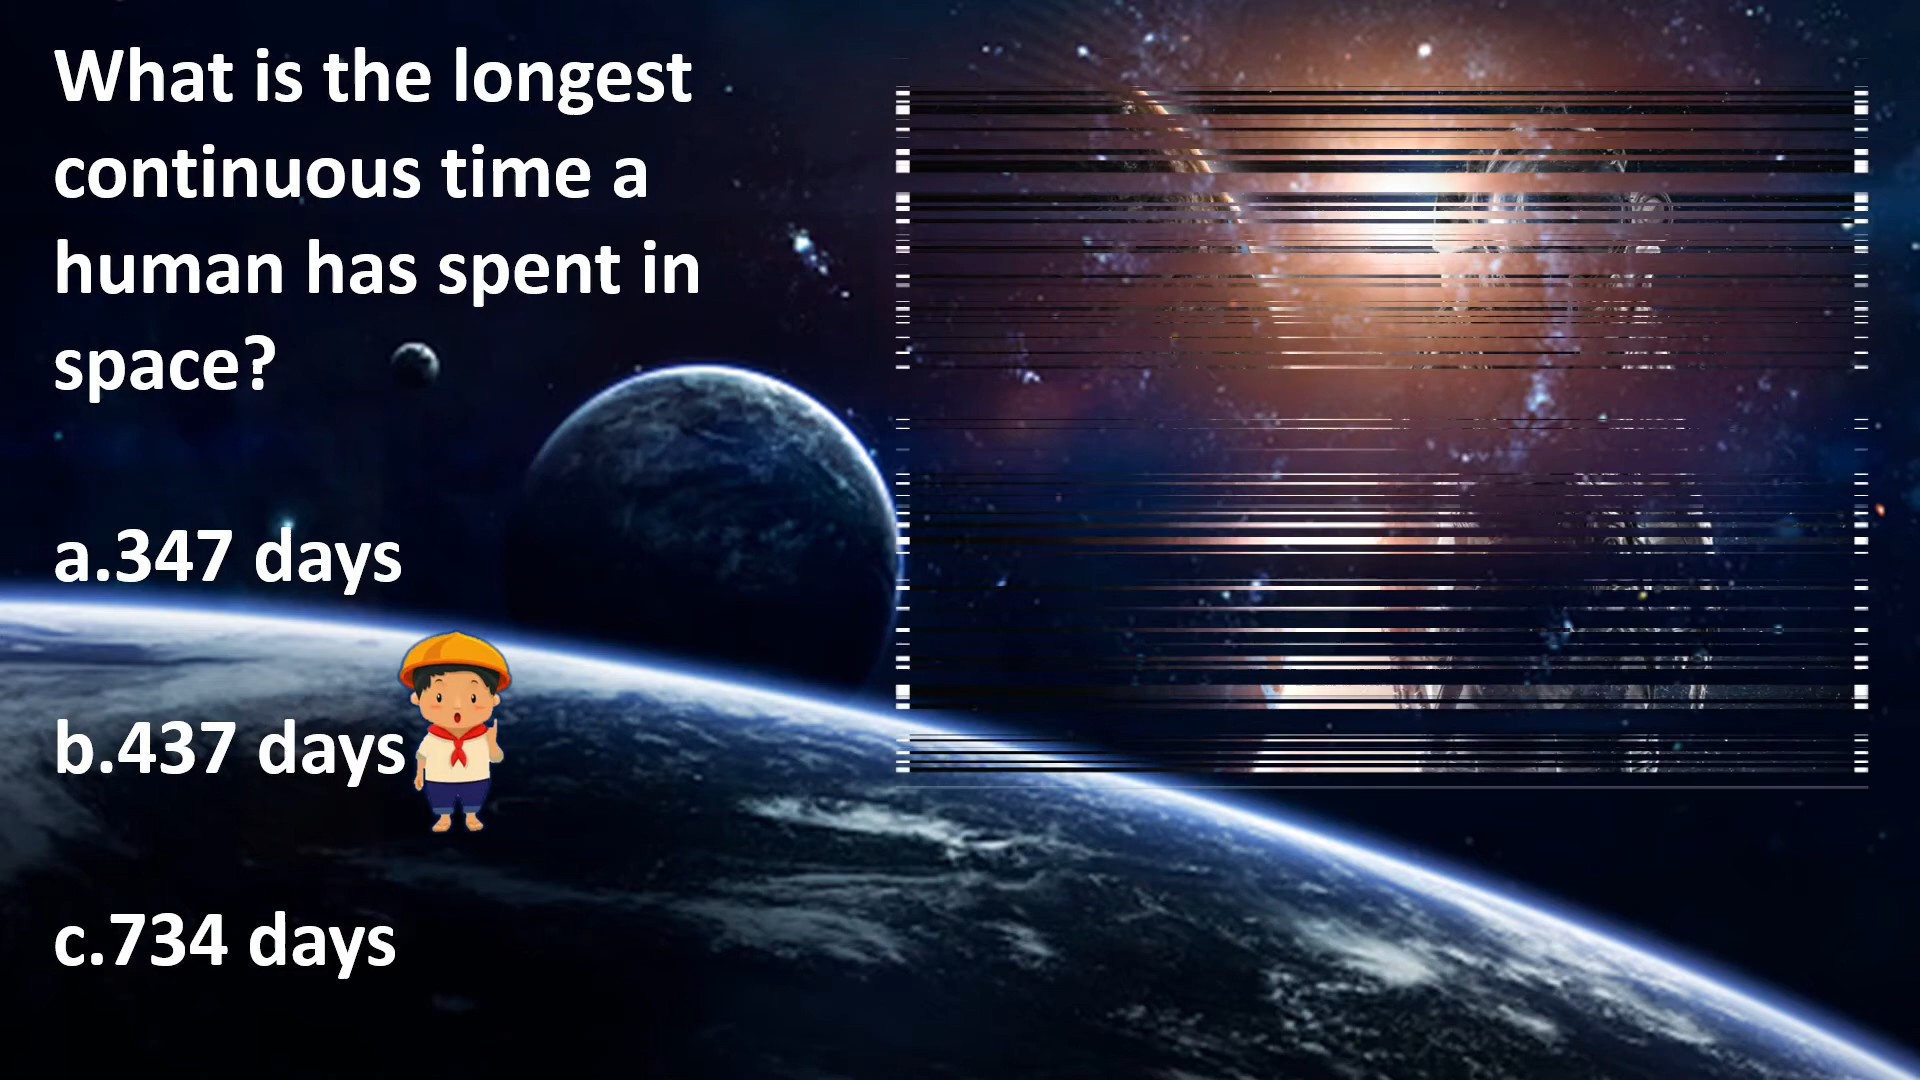 What is the longest
continuous time a
human has spent in
space?
a.347 days
b.437 days
c.734 days